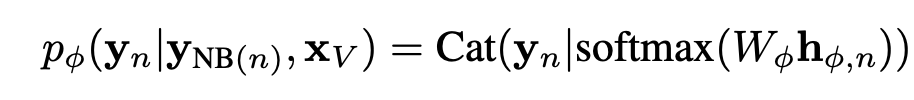 p_ϕ(y_n|y_NB(n), x_V) = Cat(y_n|softmax(W_ϕ h_ϕ,n))